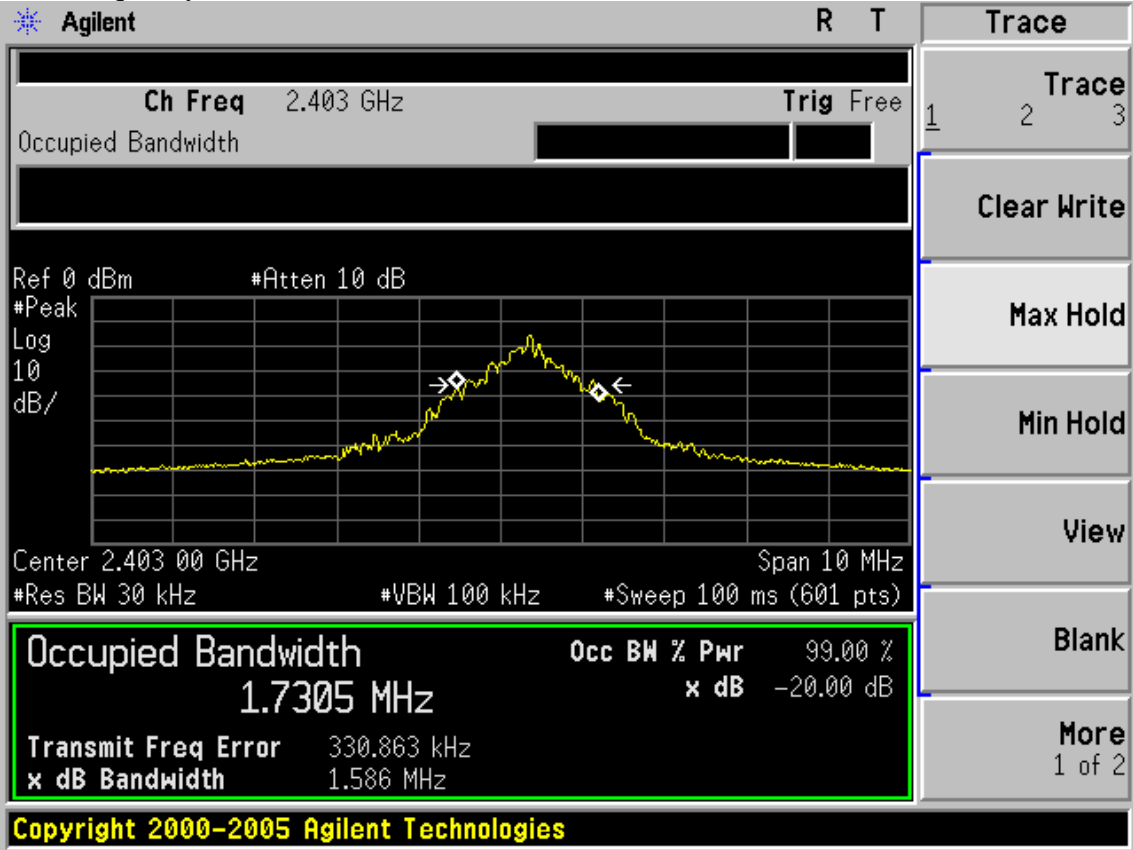 Agilent R T Trace
Ch Freq 2.403 GHz Trig Free
Occupied Bandwidth
Trace
1 2 3
Clear Write
Ref 0 dBm #Atten 10 dB
#Peak
Log
10
dB/
Max Hold
Min Hold
View
Center 2.403 00 GHz Span 10 MHz
#Res BW 30 kHz #VBW 100 kHz #Sweep 100 ms (601 pts)
Occupied Bandwidth Occ BW % Pwr 99.00 %
1.7305 MHz x dB -20.00 dB
Transmit Freq Error 330.863 kHz
x dB Bandwidth 1.586 MHz
Blank
More
1 of 2
Copyright 2000-2005 Agilent Technologies